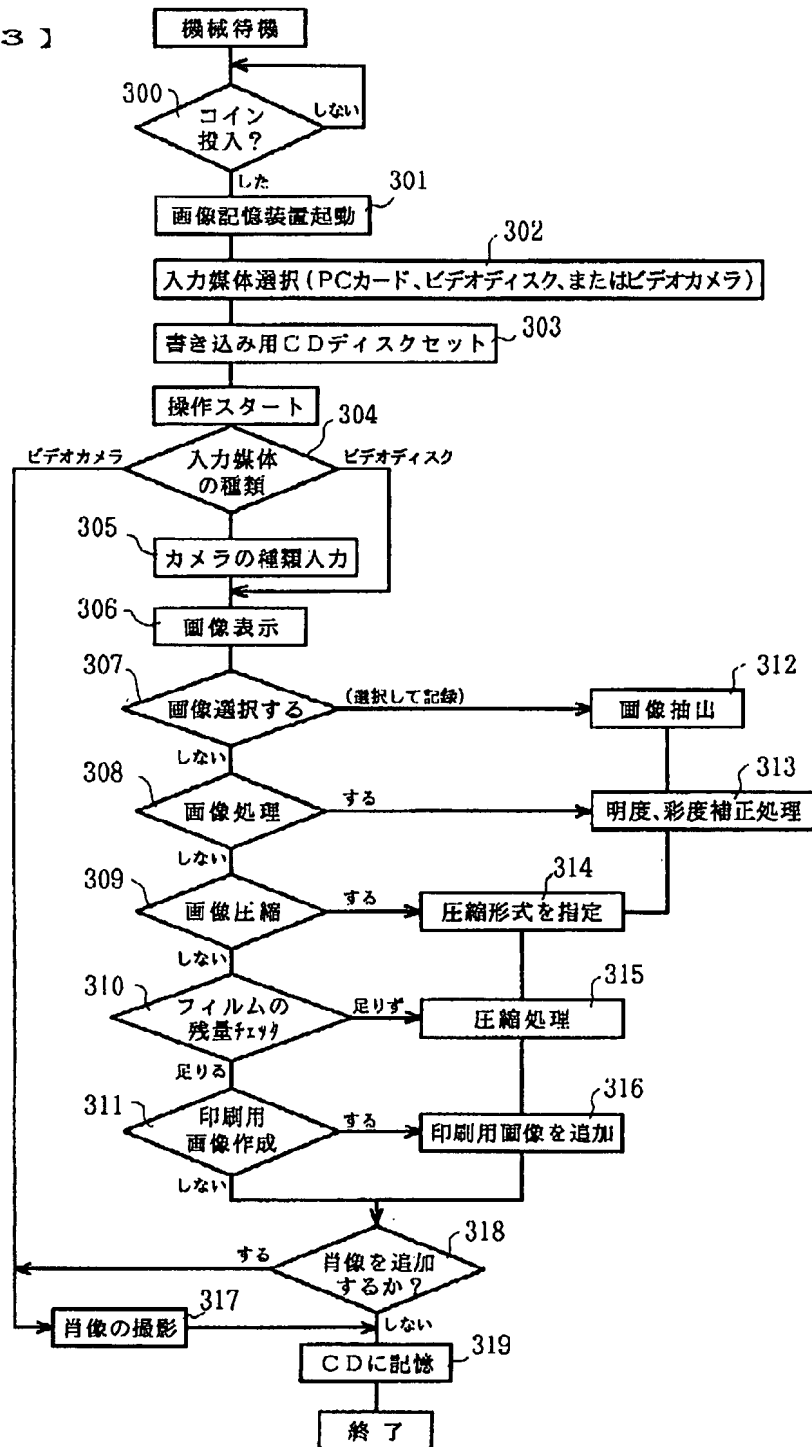 ３】
機械待機
300
コイン
投入？
しない
した
301
画像記憶装置起動
302
入力媒体選択（PCカード、ビデオディスク、またはビデオカメラ）
303
書き込み用ＣＤディスクセット
操作スタート
304
ビデオカメラ
入力媒体
の種類
ビデオディスク
305
カメラの種類入力
306
画像表示
307
画像選択する
(選択して記録)
312
画像抽出
しない
308
画像処理
する
313
明度、彩度補正処理
しない
309
画像圧縮
する
314
圧縮形式を指定
しない
310
フィルムの
残量ﾁｪｯｸ
足りず
315
圧縮処理
足りる
311
印刷用
画像作成
する
316
印刷用画像を追加
しない
318
する
肖像を追加
するか？
317
肖像の撮影
しない
319
ＣＤに記憶
終了